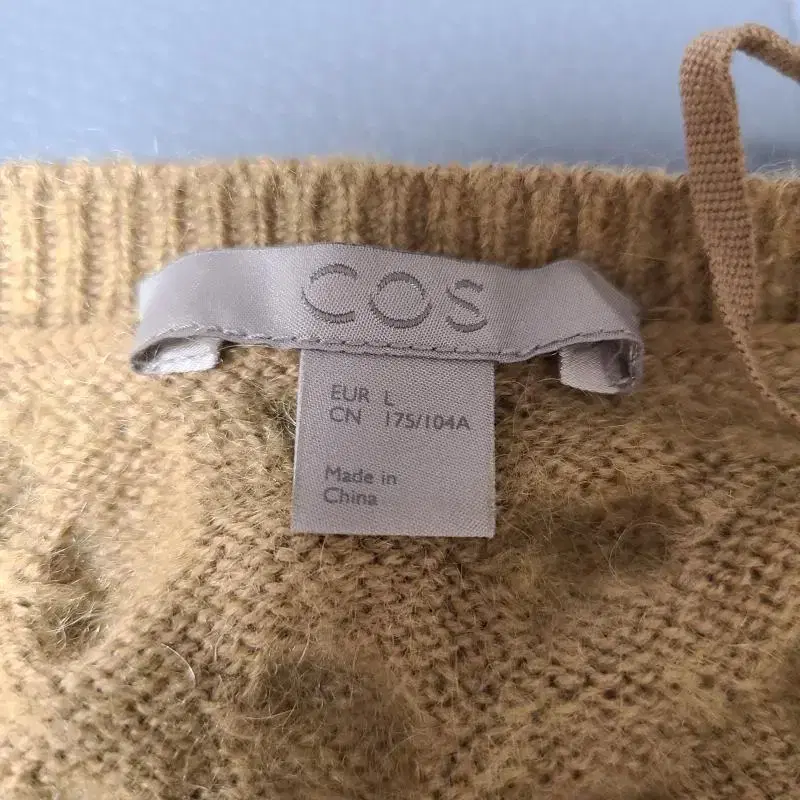 COS
EUR L
CN 175/104A
Made in
China